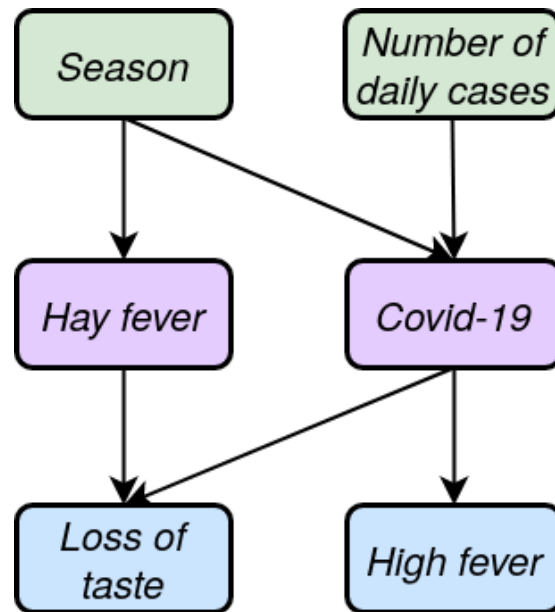 Season
Number of
daily cases
Hay fever
Covid-19
Loss of
taste
High fever